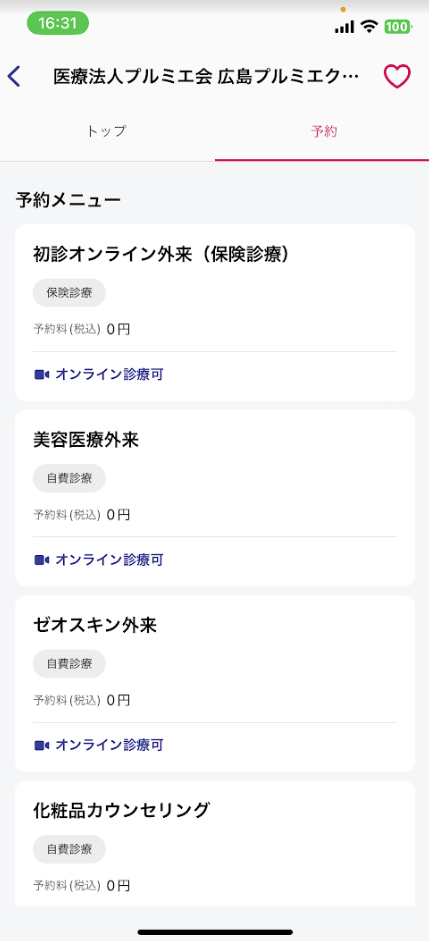 16:31
100
医療法人プルミエ会 広島プルミエク…
トップ
予約
予約メニュー
初診オンライン外来（保険診療）
保険診療
予約料(税込) 0円
オンライン診療可
美容医療外来
自費診療
予約料(税込) 0円
オンライン診療可
ゼオスキン外来
自費診療
予約料(税込) 0円
オンライン診療可
化粧品カウンセリング
自費診療
予約料(税込) 0円